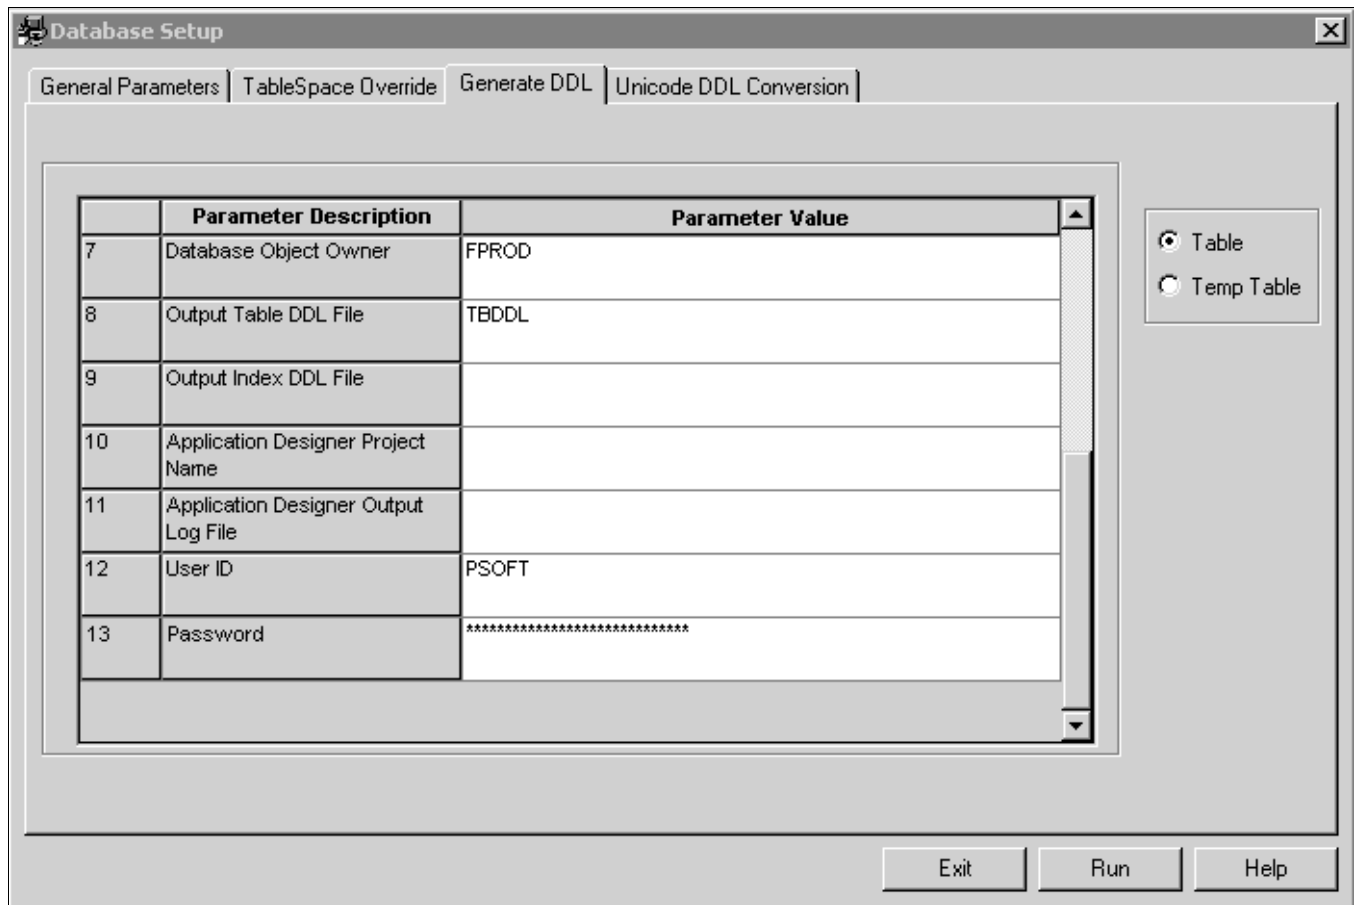 Database Setup
General Parameters TableSpace Override Generate DDL Unicode DDL Conversion
Parameter Description Parameter Value
7 Database Object Owner FPROD
8 Output Table DDL File TBDDL
9 Output Index DDL File
10 Application Designer Project
Name
11 Application Designer Output
Log File
12 User ID PSOFT
13 Password *****************************
Table
Temp Table
Exit Run Help